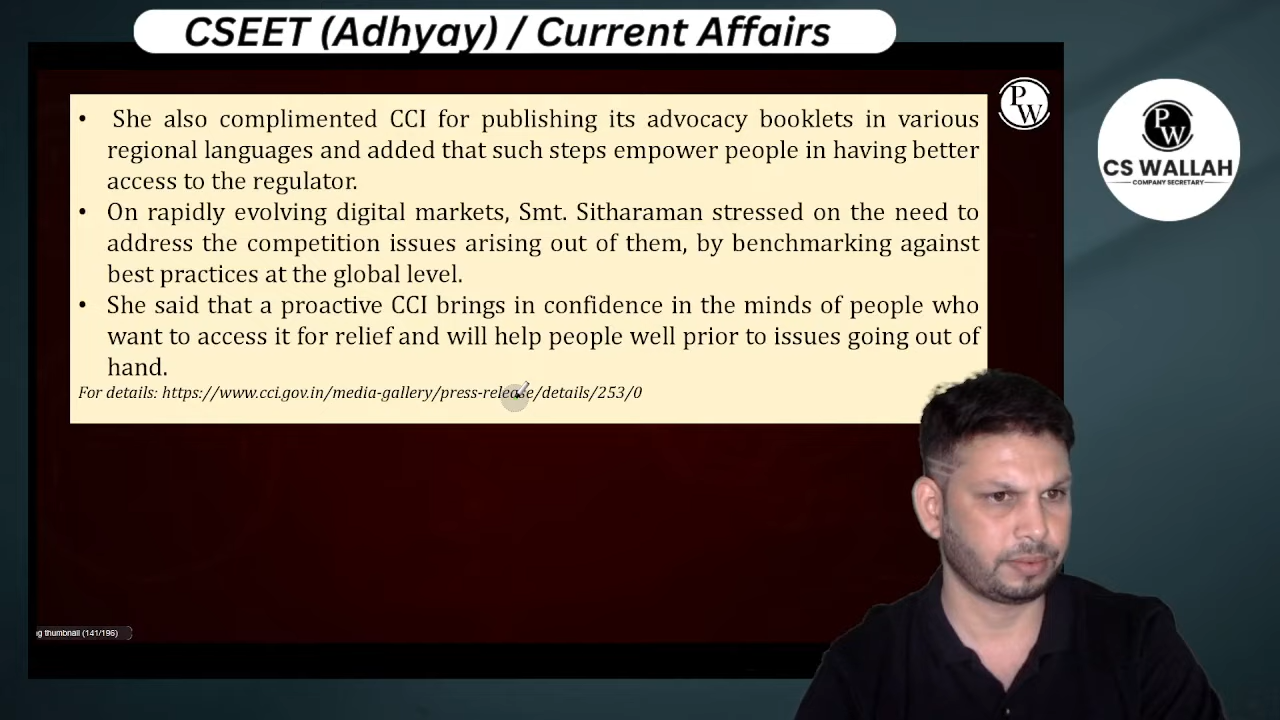 CSEET (Adhyay) / Current Affairs
• She also complimented CCI for publishing its advocacy booklets in various
regional languages and added that such steps empower people in having better
access to the regulator.
• On rapidly evolving digital markets, Smt. Sitharaman stressed on the need to
address the competition issues arising out of them, by benchmarking against
best practices at the global level.
• She said that a proactive CCI brings in confidence in the minds of people who
want to access it for relief and will help people well prior to issues going out of
hand.
For details: https://www.cci.gov.in/media-gallery/press-release/details/253/0
PW
PW
CS WALLAH
COMPANY SECRETARY
g thumbnail (141/196)